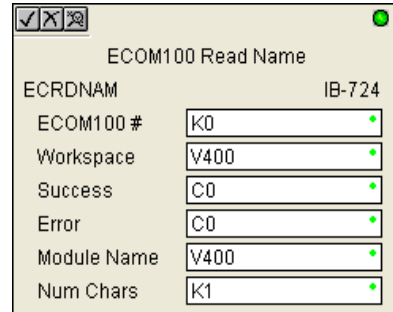 ECOM100 Read Name
ECRDNAM IB-724
ECOM100 # K0
Workspace V400
Success C0
Error C0
Module Name V400
Num Chars K1